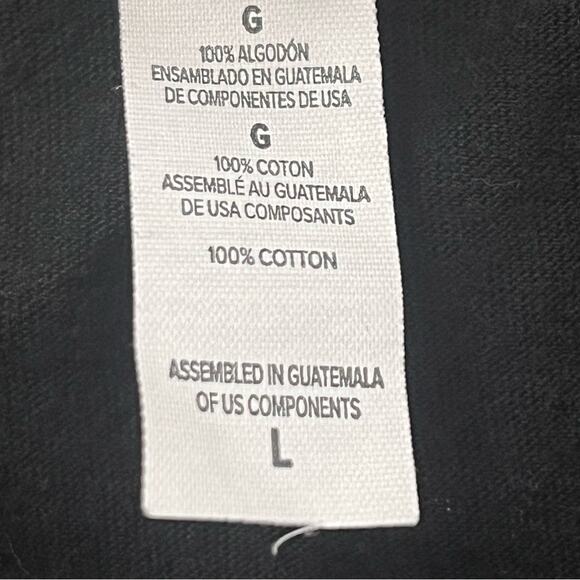 G
100% ALGODÓN
ENSAMBLADO EN GUATEMALA
DE COMPONENTES DE USA
G
100% COTON
ASSEMBLÉ AU GUATEMALA
DE USA COMPOSANTS
100% COTTON
ASSEMBLED IN GUATEMALA
OF US COMPONENTS
L